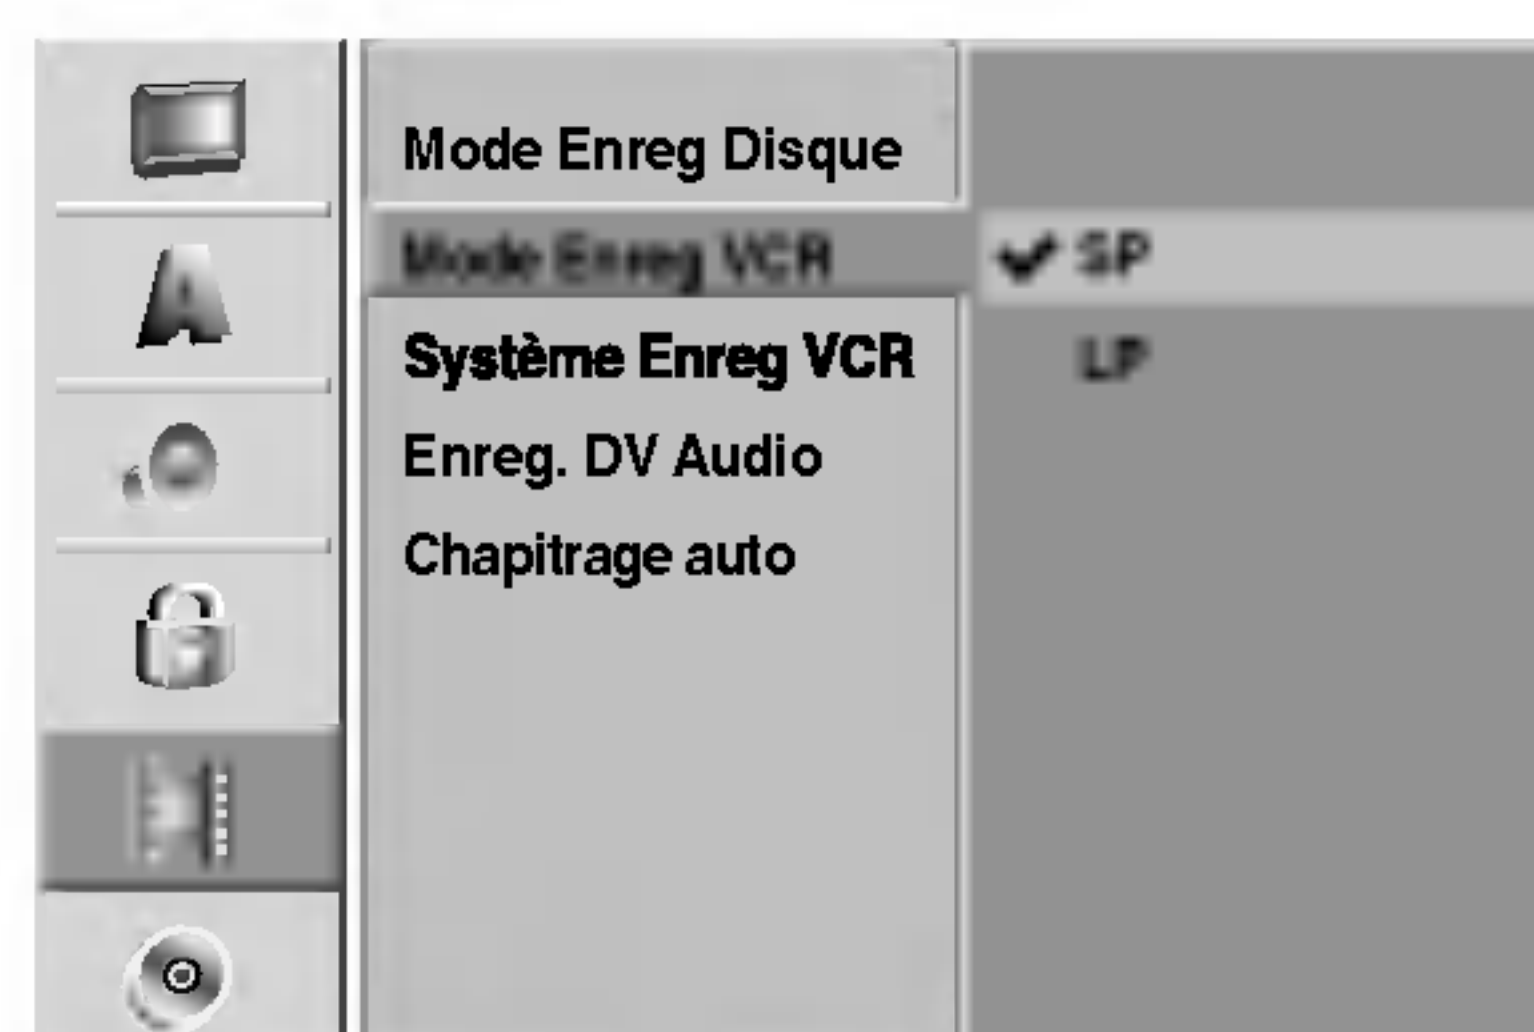 Mode Enreg Disque
Mode Enreg VCR
SP
Système Enreg VCR
LP
Enreg. DV Audio
Chapitrage auto